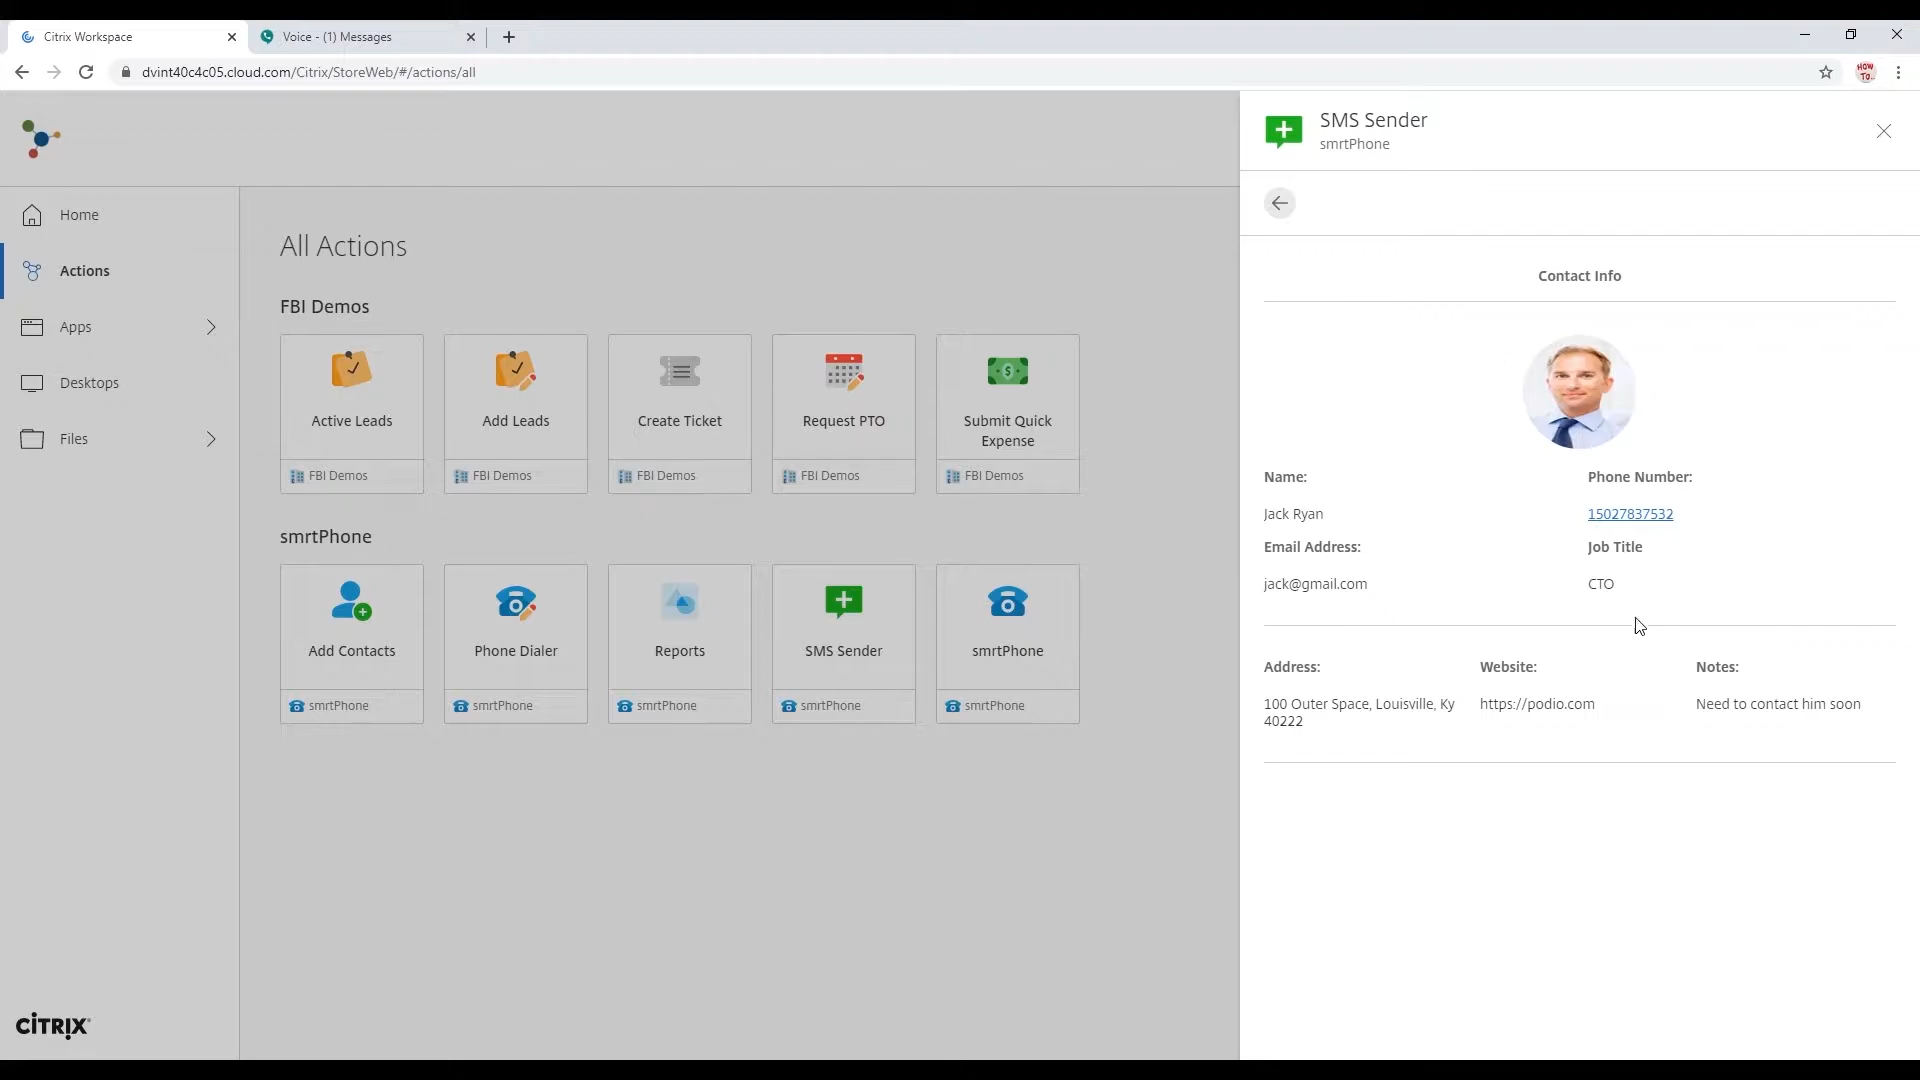 Citrix Workspace
Voice - (1) Messages
dvint40c4c05.cloud.com/Citrix/StoreWeb/#/actions/all
HOW
TO..
Home
Actions
Apps
Desktops
Files
CİTRIX
All Actions
FBI Demos
Active Leads
FBI Demos
Add Leads
FBI Demos
Create Ticket
FBI Demos
Request PTO
FBI Demos
Submit Quick
Expense
FBI Demos
smrtPhone
Add Contacts
smrtPhone
Phone Dialer
smrtPhone
Reports
smrtPhone
SMS Sender
smrtPhone
smrtPhone
smrtPhone
SMS Sender
smrtPhone
Contact Info
Name:
Jack Ryan
Phone Number:
15027837532
Email Address:
jack@gmail.com
Job Title
CTO
Address:
100 Outer Space, Louisville, Ky
40222
Website:
https://podio.com
Notes:
Need to contact him soon